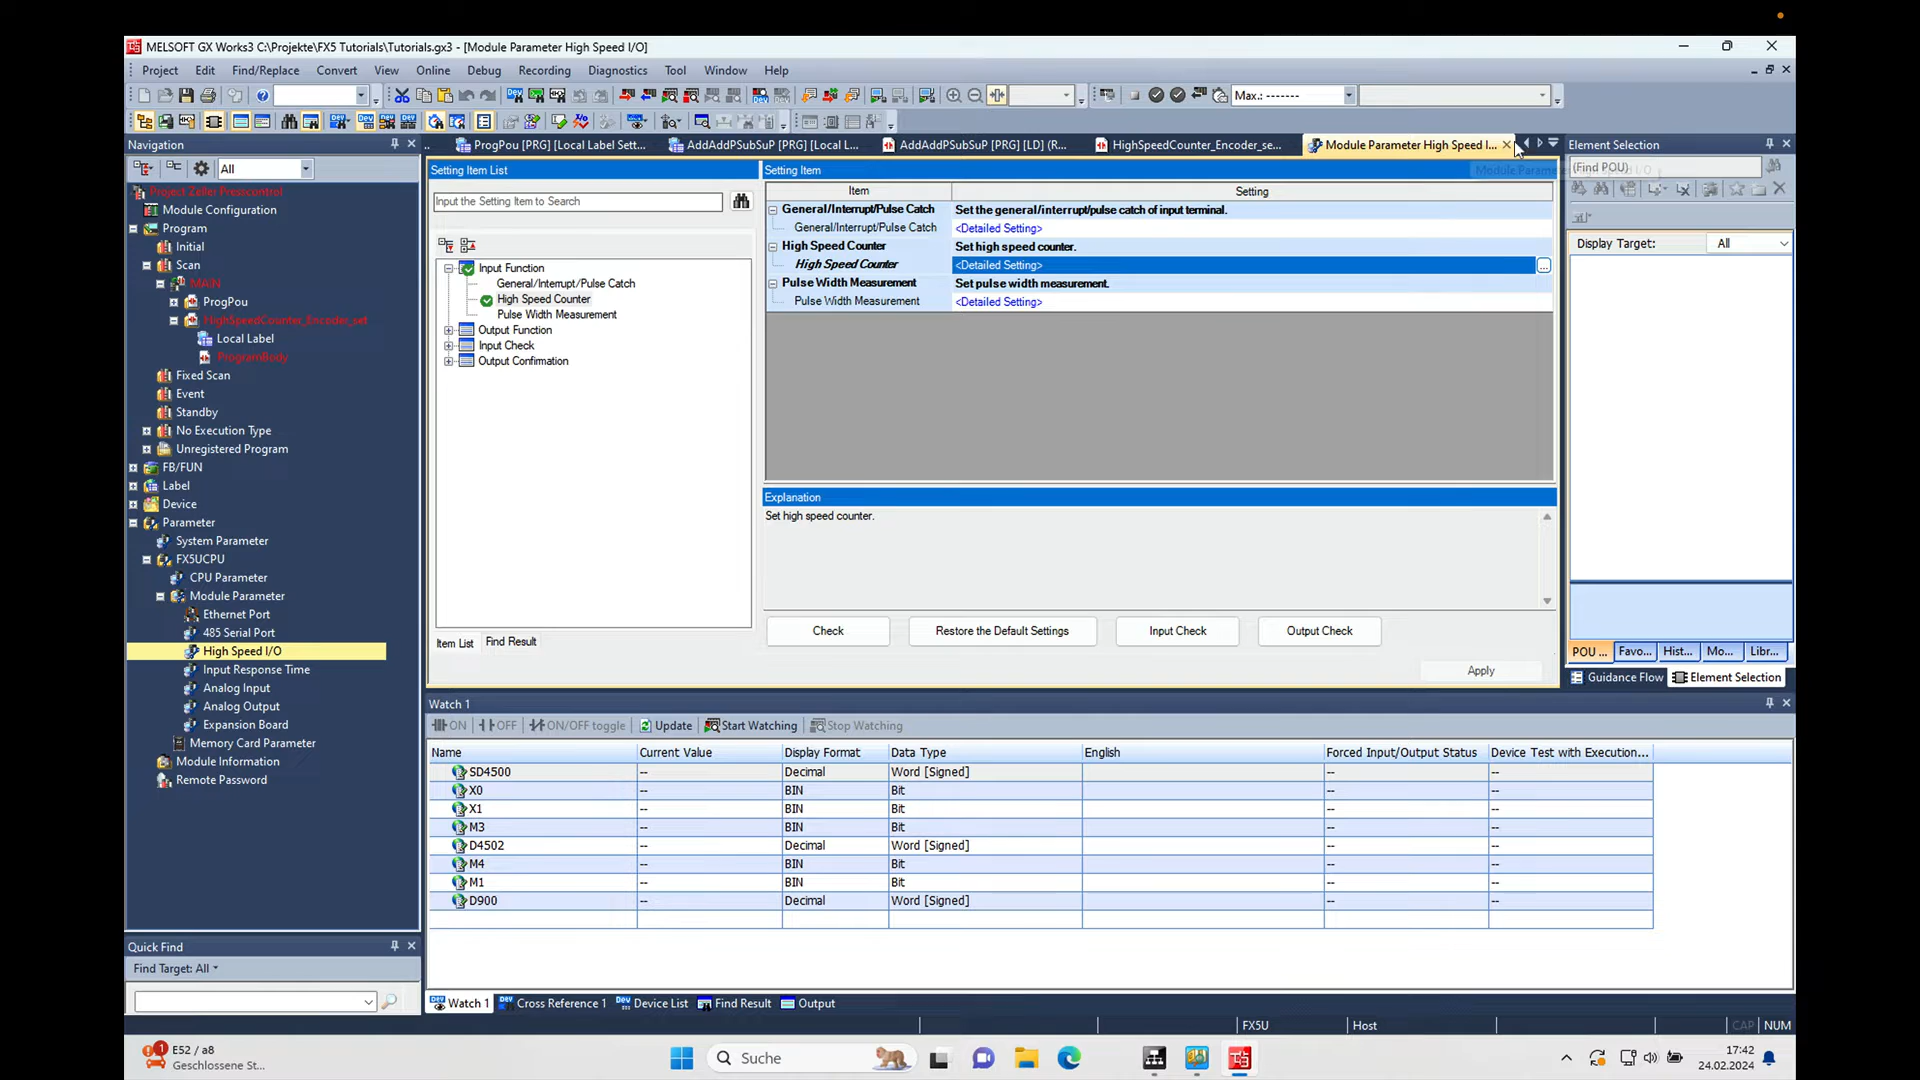 MELSOFT GX Works3 C:\Projekte\FX5 Tutorials\Tutorials.gx3 - [Module Parameter High Speed I/O]
Project Edit Find/Replace Convert View Online Debug Recording Diagnostics Tool Window Help
Max.: -------
Navigation
All
Project Zeller Presscontrol
Module Configuration
Program
Initial
Scan
MAIN
ProgPou
HighSpeedCounter_Encoder_set
Local Label
ProgramBody
Fixed Scan
Event
Standby
No Execution Type
Unregistered Program
FB/FUN
Label
Device
Parameter
System Parameter
FX5UCPU
CPU Parameter
Module Parameter
Ethernet Port
485 Serial Port
High Speed I/O
Input Response Time
Analog Input
Analog Output
Expansion Board
Memory Card Parameter
Module Information
Remote Password
Quick Find
Find Target: All
ProgPou [PRG] [Local Label Sett... AddAddPSubSuP [PRG] [Local L... AddAddPSubSuP [PRG] [LD] (R... HighSpeedCounter_Encoder_se... Module Parameter High Speed I...
Setting Item List
Input the Setting Item to Search
Input Function
General/Interrupt/Pulse Catch
High Speed Counter
Pulse Width Measurement
Output Function
Input Check
Output Confirmation
Item List Find Result
Setting Item
Item Setting
General/Interrupt/Pulse Catch Set the general/interrupt/pulse catch of input terminal.
General/Interrupt/Pulse Catch <Detailed Setting>
High Speed Counter Set high speed counter.
High Speed Counter <Detailed Setting> ...
Pulse Width Measurement Set pulse width measurement.
Pulse Width Measurement <Detailed Setting>
Explanation
Set high speed counter.
Check Restore the Default Settings Input Check Output Check
Apply
Element Selection
(Find POU)
Display Target: All
POU ... Favo... Hist... Mo... Libr...
Guidance Flow Element Selection
Watch 1
ON OFF ON/OFF toggle Update Start Watching Stop Watching
Name Current Value Display Format Data Type English Forced Input/Output Status Device Test with Execution...
SD4500 -- Decimal Word [Signed] -- --
X0 -- BIN Bit -- --
X1 -- BIN Bit -- --
M3 -- BIN Bit -- --
D4502 -- Decimal Word [Signed] -- --
M4 -- BIN Bit -- --
M1 -- BIN Bit -- --
D900 -- Decimal Word [Signed] -- --
Watch 1 Cross Reference 1 Device List Find Result Output
FX5U Host CAP NUM
1 E52 / a8
Geschlossene St...
Suche
17:42
24.02.2024